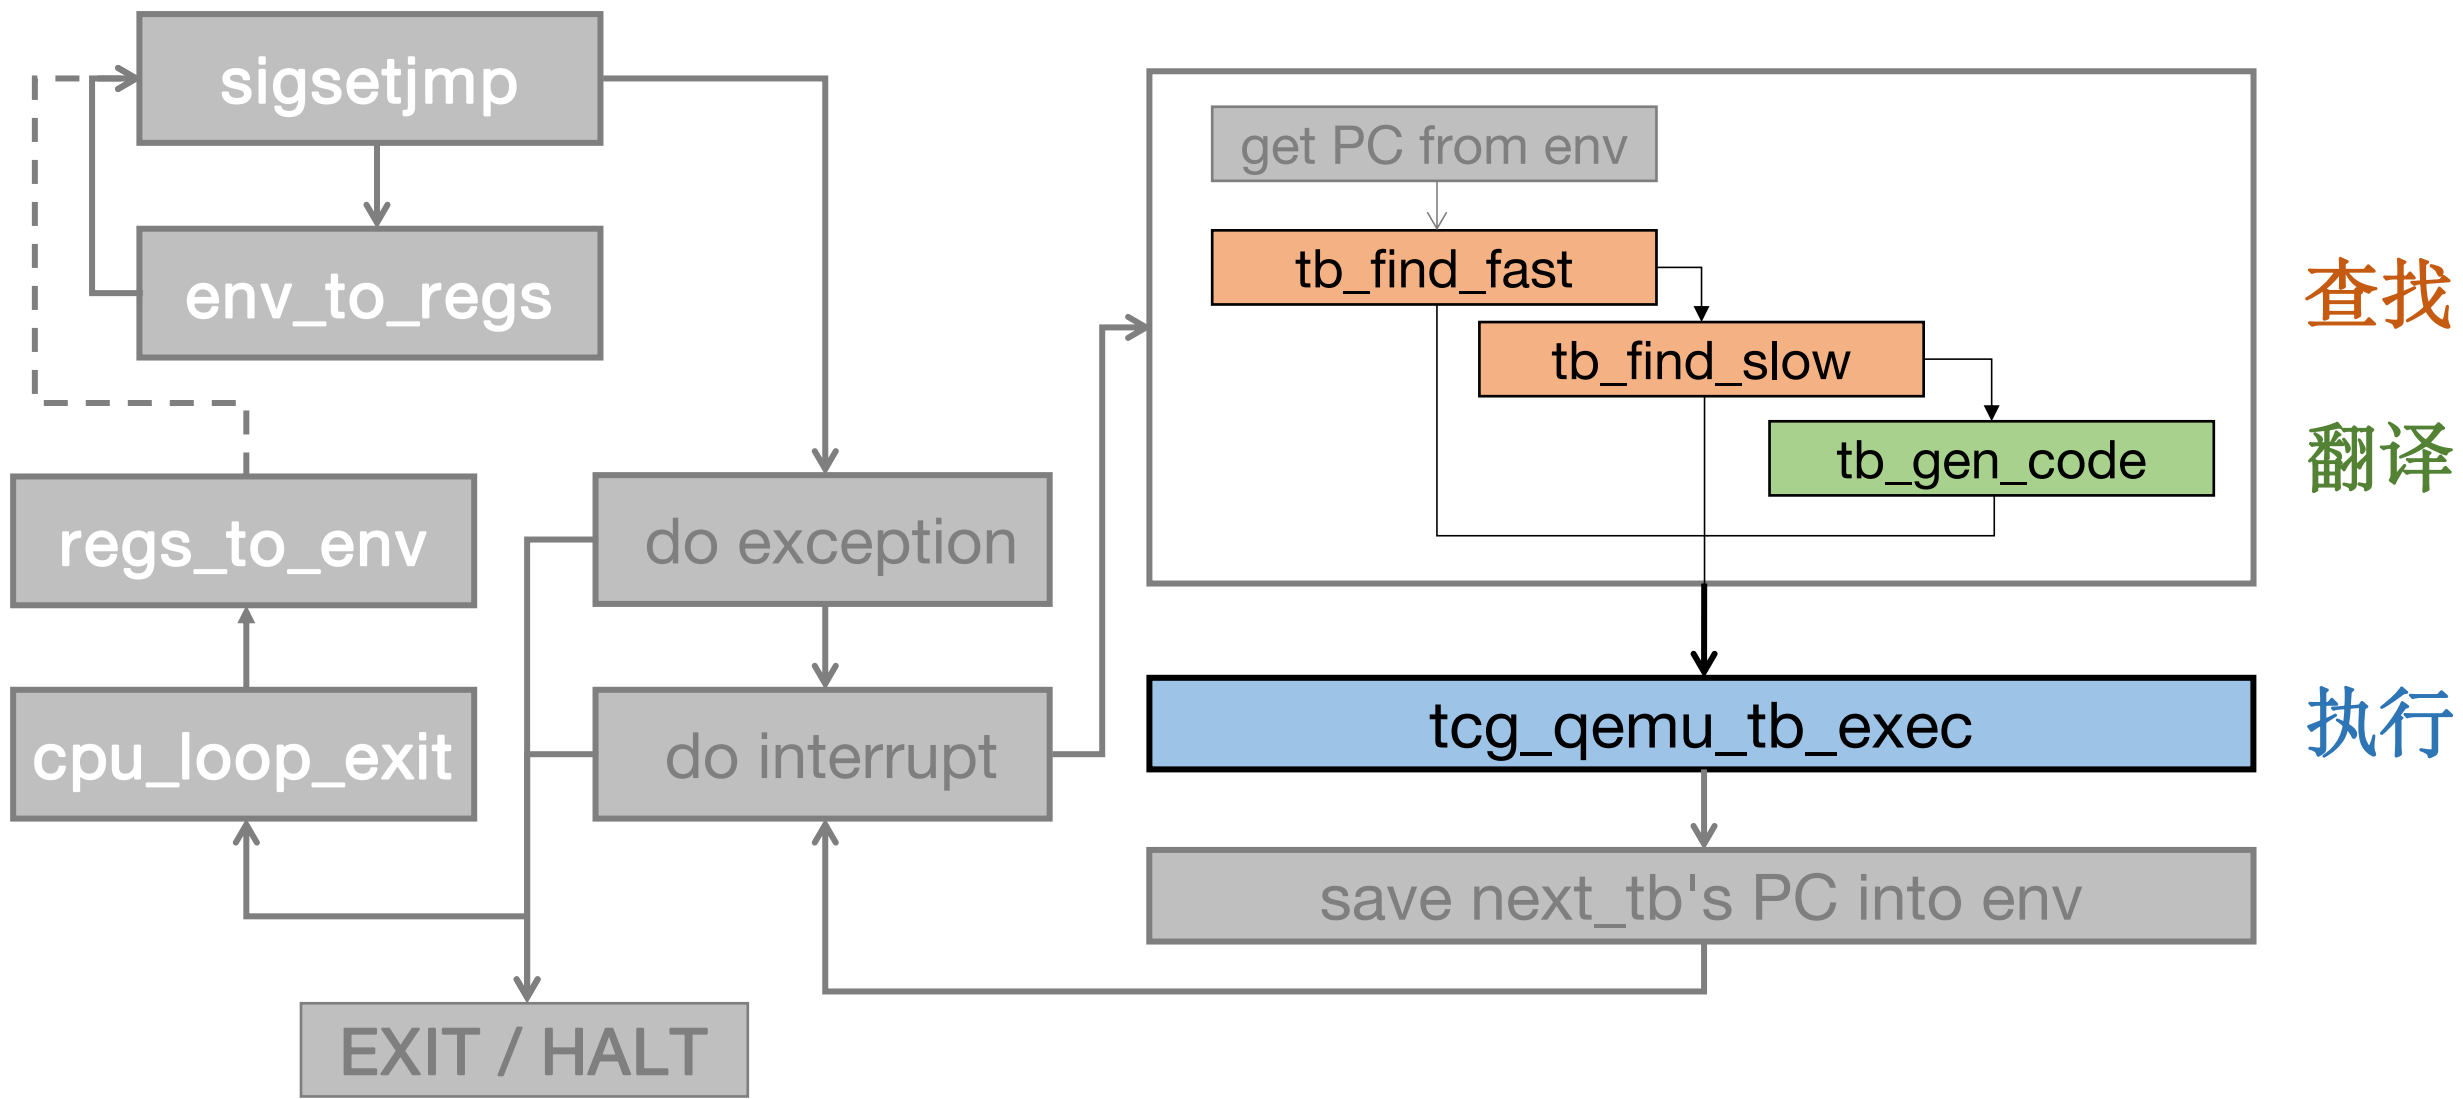 sigsetjmp
env_to_regs
regs_to_env
cpu_loop_exit
do exception
do interrupt
EXIT / HALT
get PC from env
tb_find_fast
tb_find_slow
tb_gen_code
tcg_qemu_tb_exec
save next_tb's PC into env
查找
翻译
执行